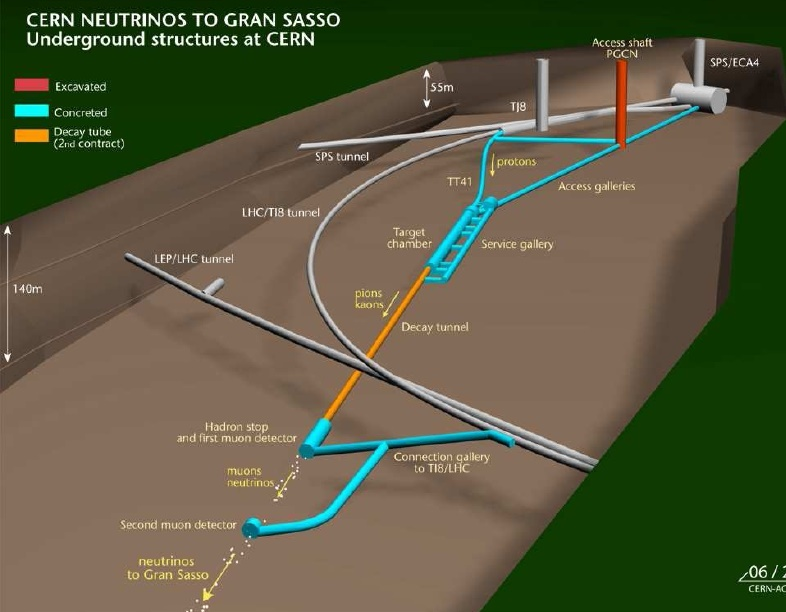 CERN NEUTRINOS TO GRAN SASSO
Underground structures at CERN
Excavated
Concreted
Decay tube
(2nd contract)
55m
Access shaft
PGCN
SPS/ECA4
TJ8
SPS tunnel
protons
TT41
Access galleries
LHC/TI8 tunnel
Target
chamber
Service gallery
LEP/LHC tunnel
140m
pions
kaons
Decay tunnel
Hadron stop
and first muon detector
Connection gallery
to TI8/LHC
muons
neutrinos
Second muon detector
neutrinos
to Gran Sasso
06 / 2
CERN-AC